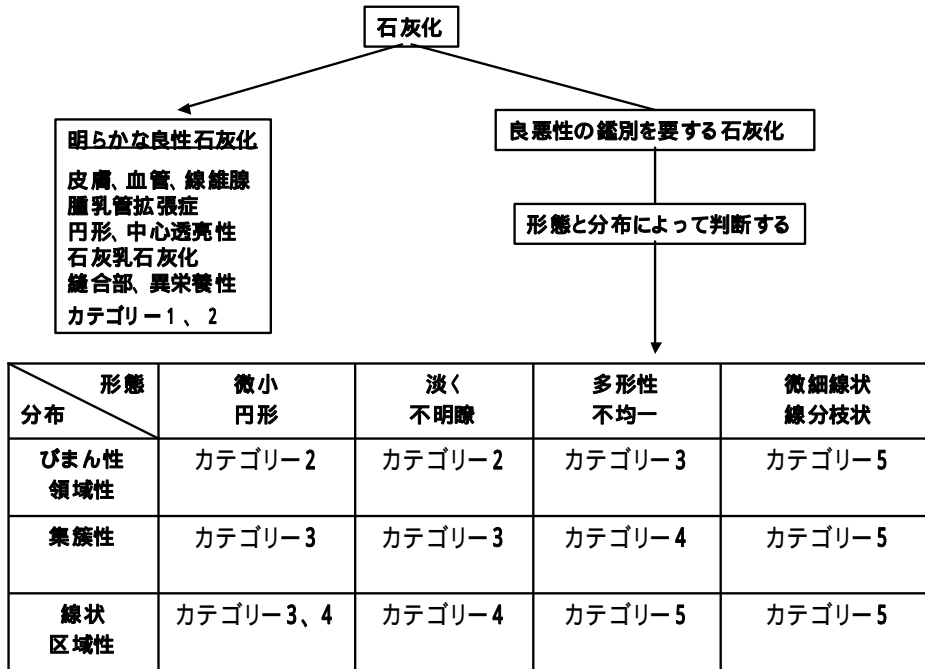 石灰化
明らかな良性石灰化
皮膚、血管、線維腺
腫乳管拡張症
円形、中心透亮性
石灰乳石灰化
縫合部、異栄養性
カテゴリー1、2
良悪性の鑑別を要する石灰化
形態と分布によって判断する
形態
分布
微小
円形
淡く
不明瞭
多形性
不均一
微細線状
線分枝状
びまん性
領域性
カテゴリー2
カテゴリー2
カテゴリー3
カテゴリー5
集簇性
カテゴリー3
カテゴリー3
カテゴリー4
カテゴリー5
線状
区域性
カテゴリー3、4
カテゴリー4
カテゴリー5
カテゴリー5